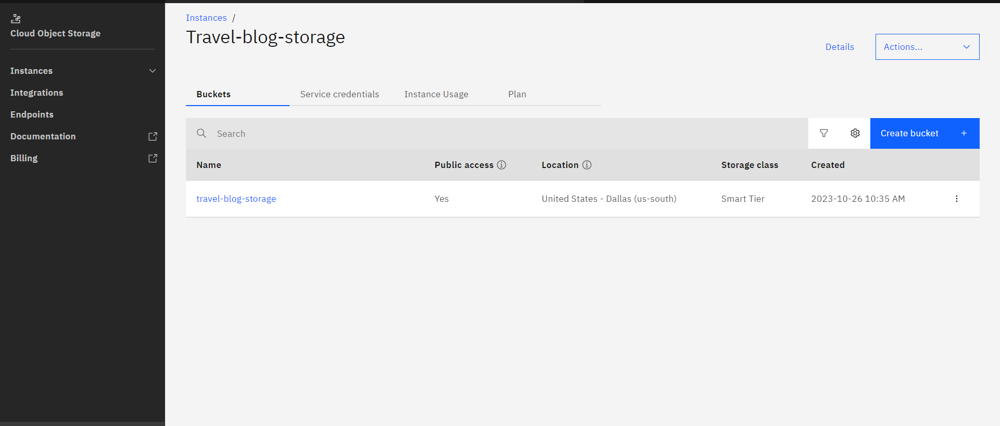 Cloud Object Storage
Instances
Integrations
Endpoints
Documentation
Billing
Instances /
Travel-blog-storage
Details
Actions...
Buckets
Service credentials
Instance Usage
Plan
Search
Create bucket +
Name
Public access
Location
Storage class
Created
travel-blog-storage
Yes
United States - Dallas (us-south)
Smart Tier
2023-10-26 10:35 AM